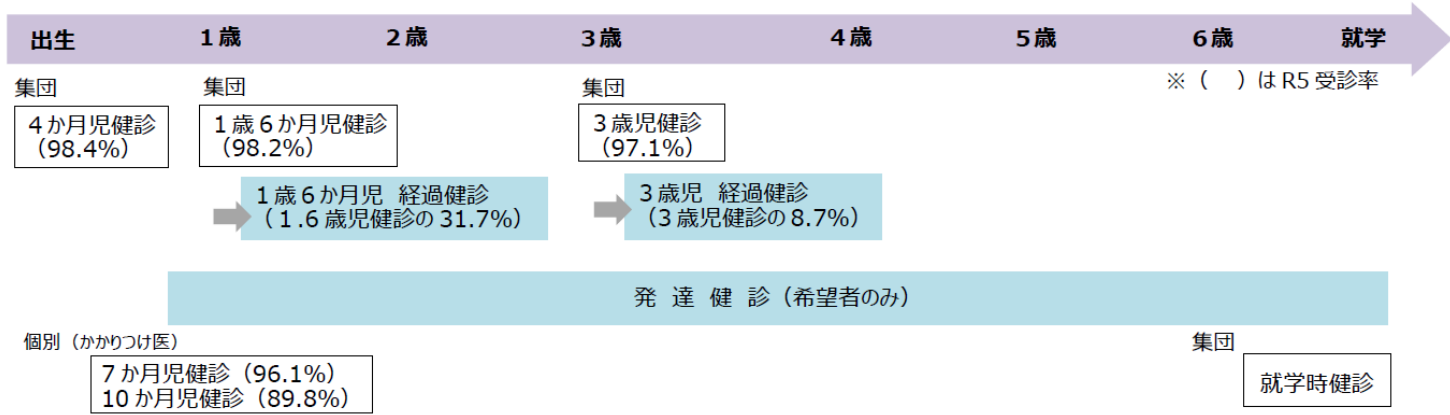 出生 1歳 2歳 3歳 4歳 5歳 6歳 就学
※（　）は R5 受診率
集団
4か月児健診
（98.4%）
集団
1歳6か月児健診
（98.2%）
1歳6か月児　経過健診
（１.６歳児健診の 31.7%）
集団
3歳児健診
（97.1%）
3歳児　経過健診
（3歳児健診の 8.7%）
発 達 健 診（希望者のみ）
個別（かかりつけ医）
7か月児健診（96.1%）
10か月児健診（89.8%）
集団
就学時健診